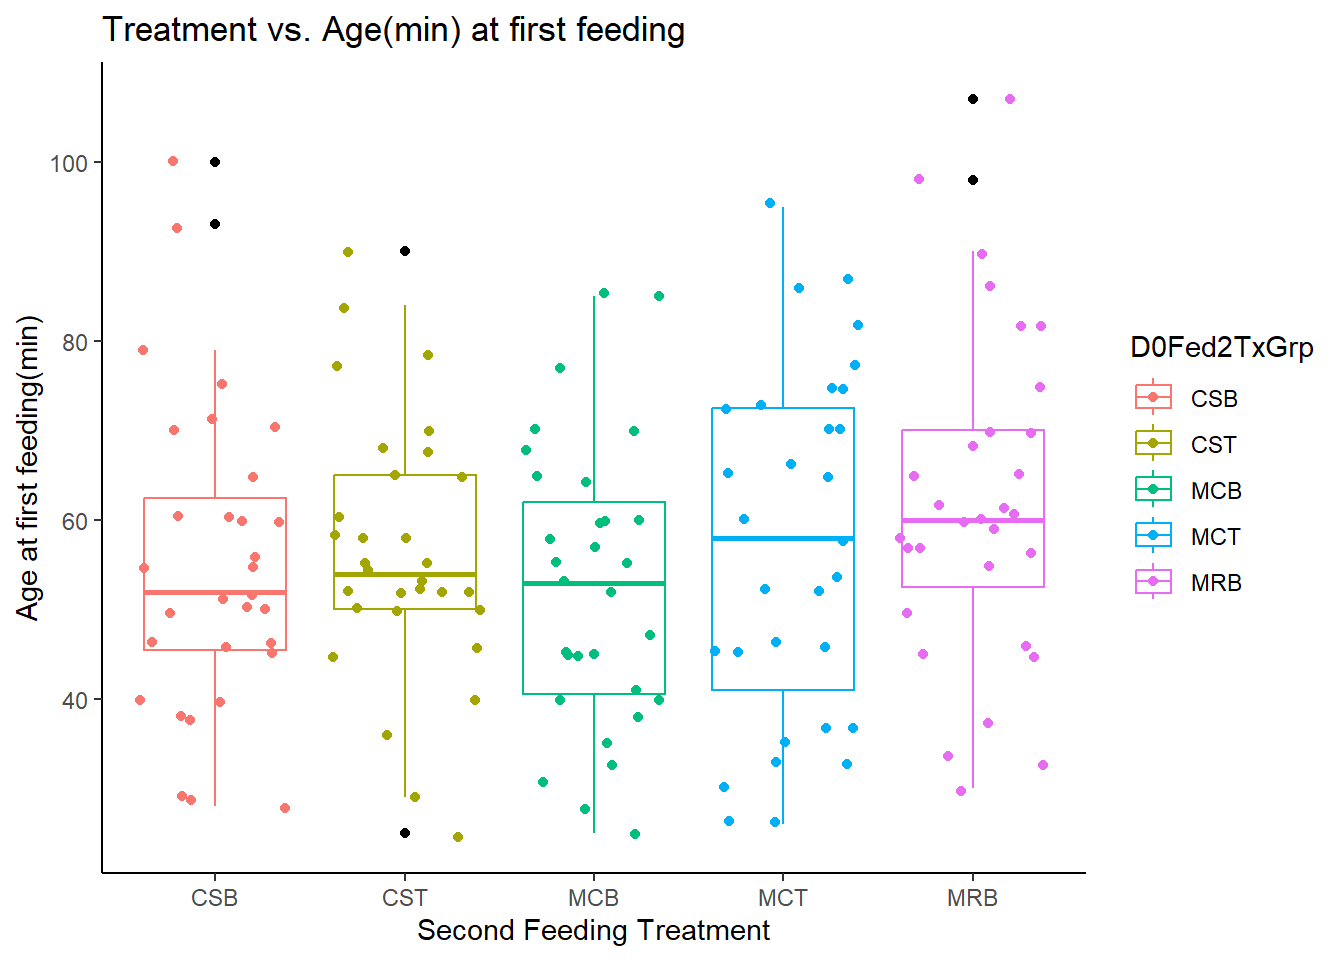 Treatment vs. Age(min) at first feeding
Age at first feeding(min)
100
80
60
40
CSB
CST
MCB
MCT
MRB
Second Feeding Treatment
D0Fed2TxGrp
CSB
CST
MCB
MCT
MRB